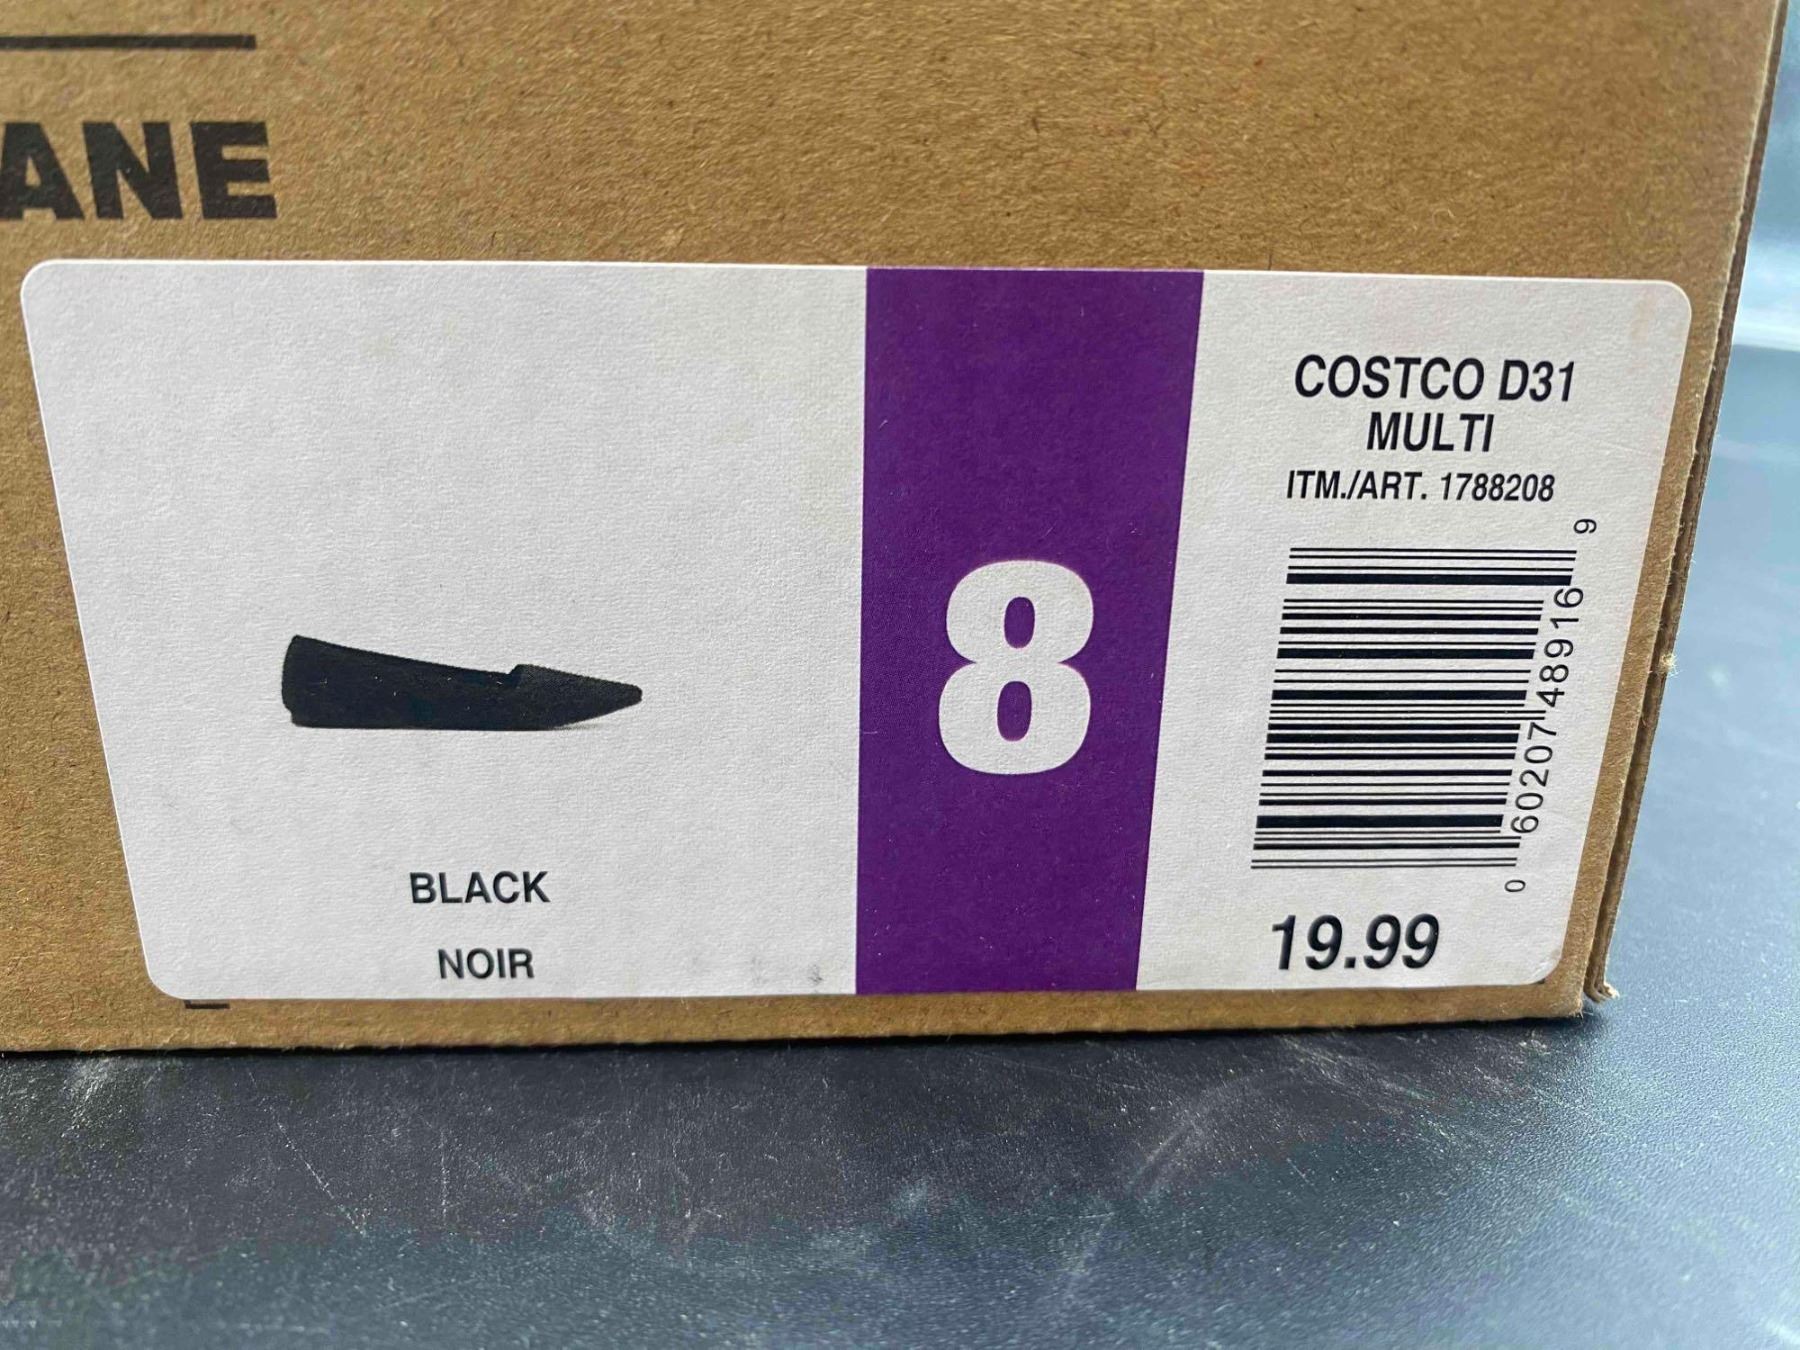 ANE
BLACK
NOIR
8
COSTCO D31
MULTI
ITM./ART. 1788208
0 60207 48916 9
19.99